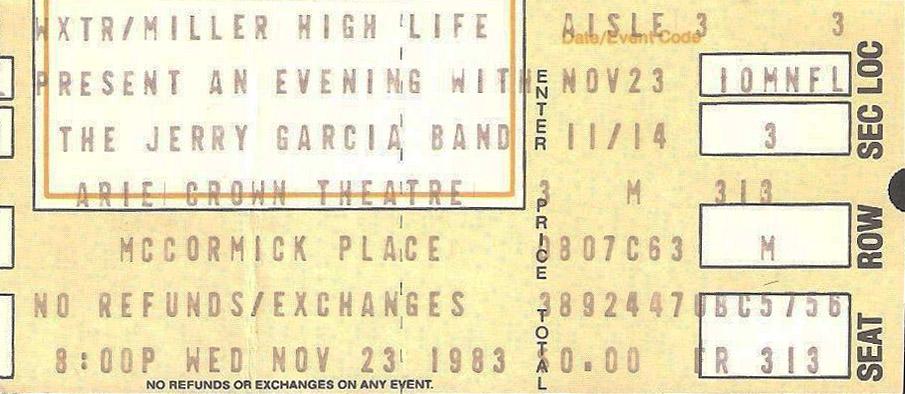 WXTR/MILLER HIGH LIFE
PRESENT AN EVENING WITH
THE JERRY GARCIA BAND
ARIE CROWN THEATRE
MCCORMICK PLACE
NO REFUNDS/EXCHANGES
8:00P WED NOV 23 1983
NO REFUNDS OR EXCHANGES ON ANY EVENT.
ENTER
PRICE
TOTAL
AISLE 3 3
Date/Event Code
NOV23 10MNFL
11/14 3
3 M 313
0807C63 M
38924470BC5756
$0.00 FR 313
SEC LOC
ROW
SEAT